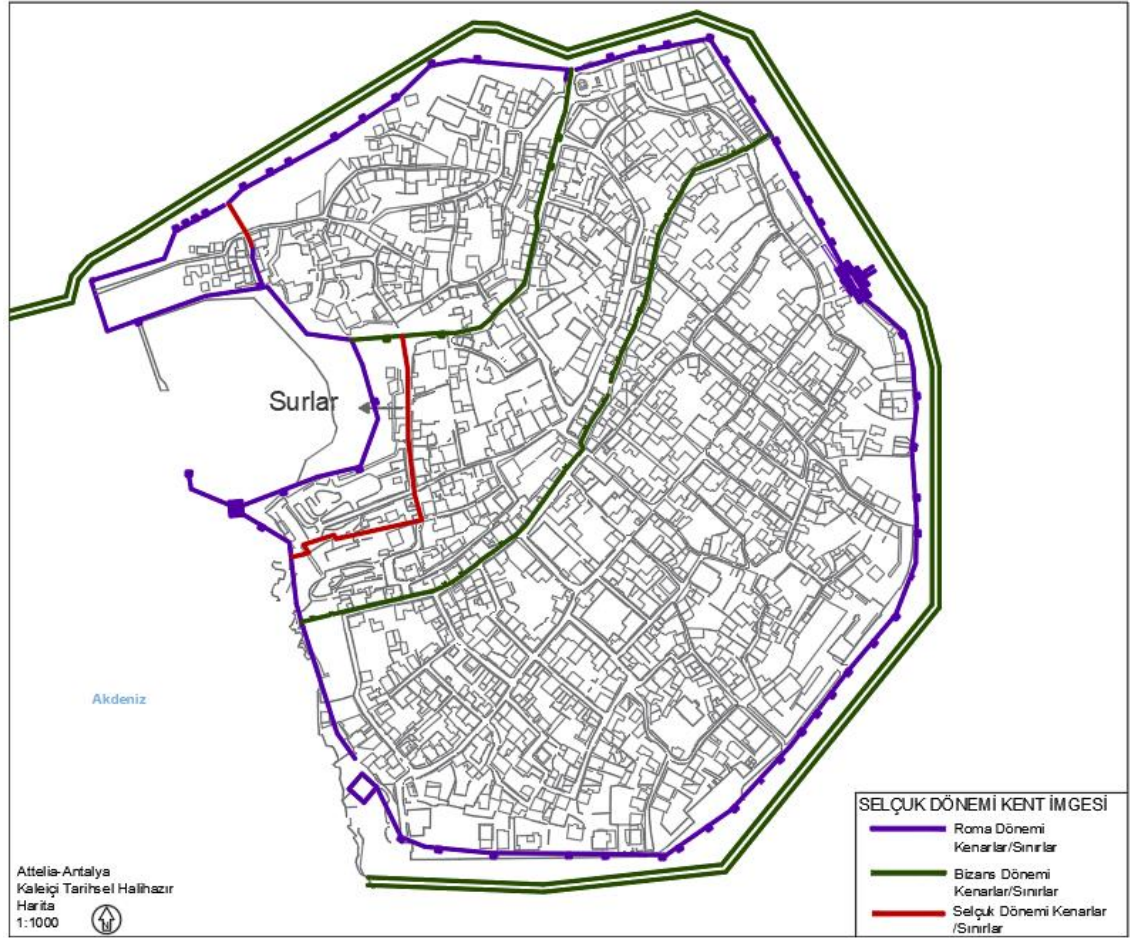 Surlar
Akdeniz
Attelia-Antalya
Kaleiçi Tarihsel Halihazır
Harita
1:1000
SELÇUK DÖNEMİ KENT İMGESİ
Roma Dönemi
Kenarlar/Sınırlar
Bizans Dönemi
Kenarlar/Sınırlar
Selçuk Dönemi Kenarlar
/Sınırlar